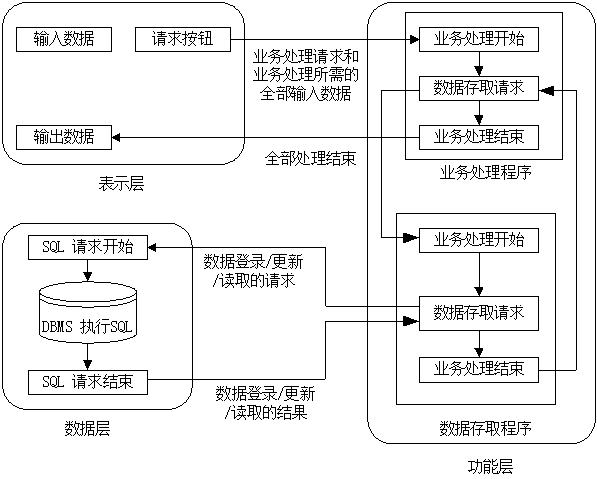 输入数据
请求按钮
业务处理请求和
业务处理所需的
全部输入数据
输出数据
全部处理结束
表示层
业务处理开始
数据存取请求
业务处理结束
业务处理程序
SQL 请求开始
DBMS 执行SQL
SQL 请求结束
数据层
数据登录/更新
/读取的请求
数据登录/更新
/读取的结果
业务处理开始
数据存取请求
业务处理结束
数据存取程序
功能层